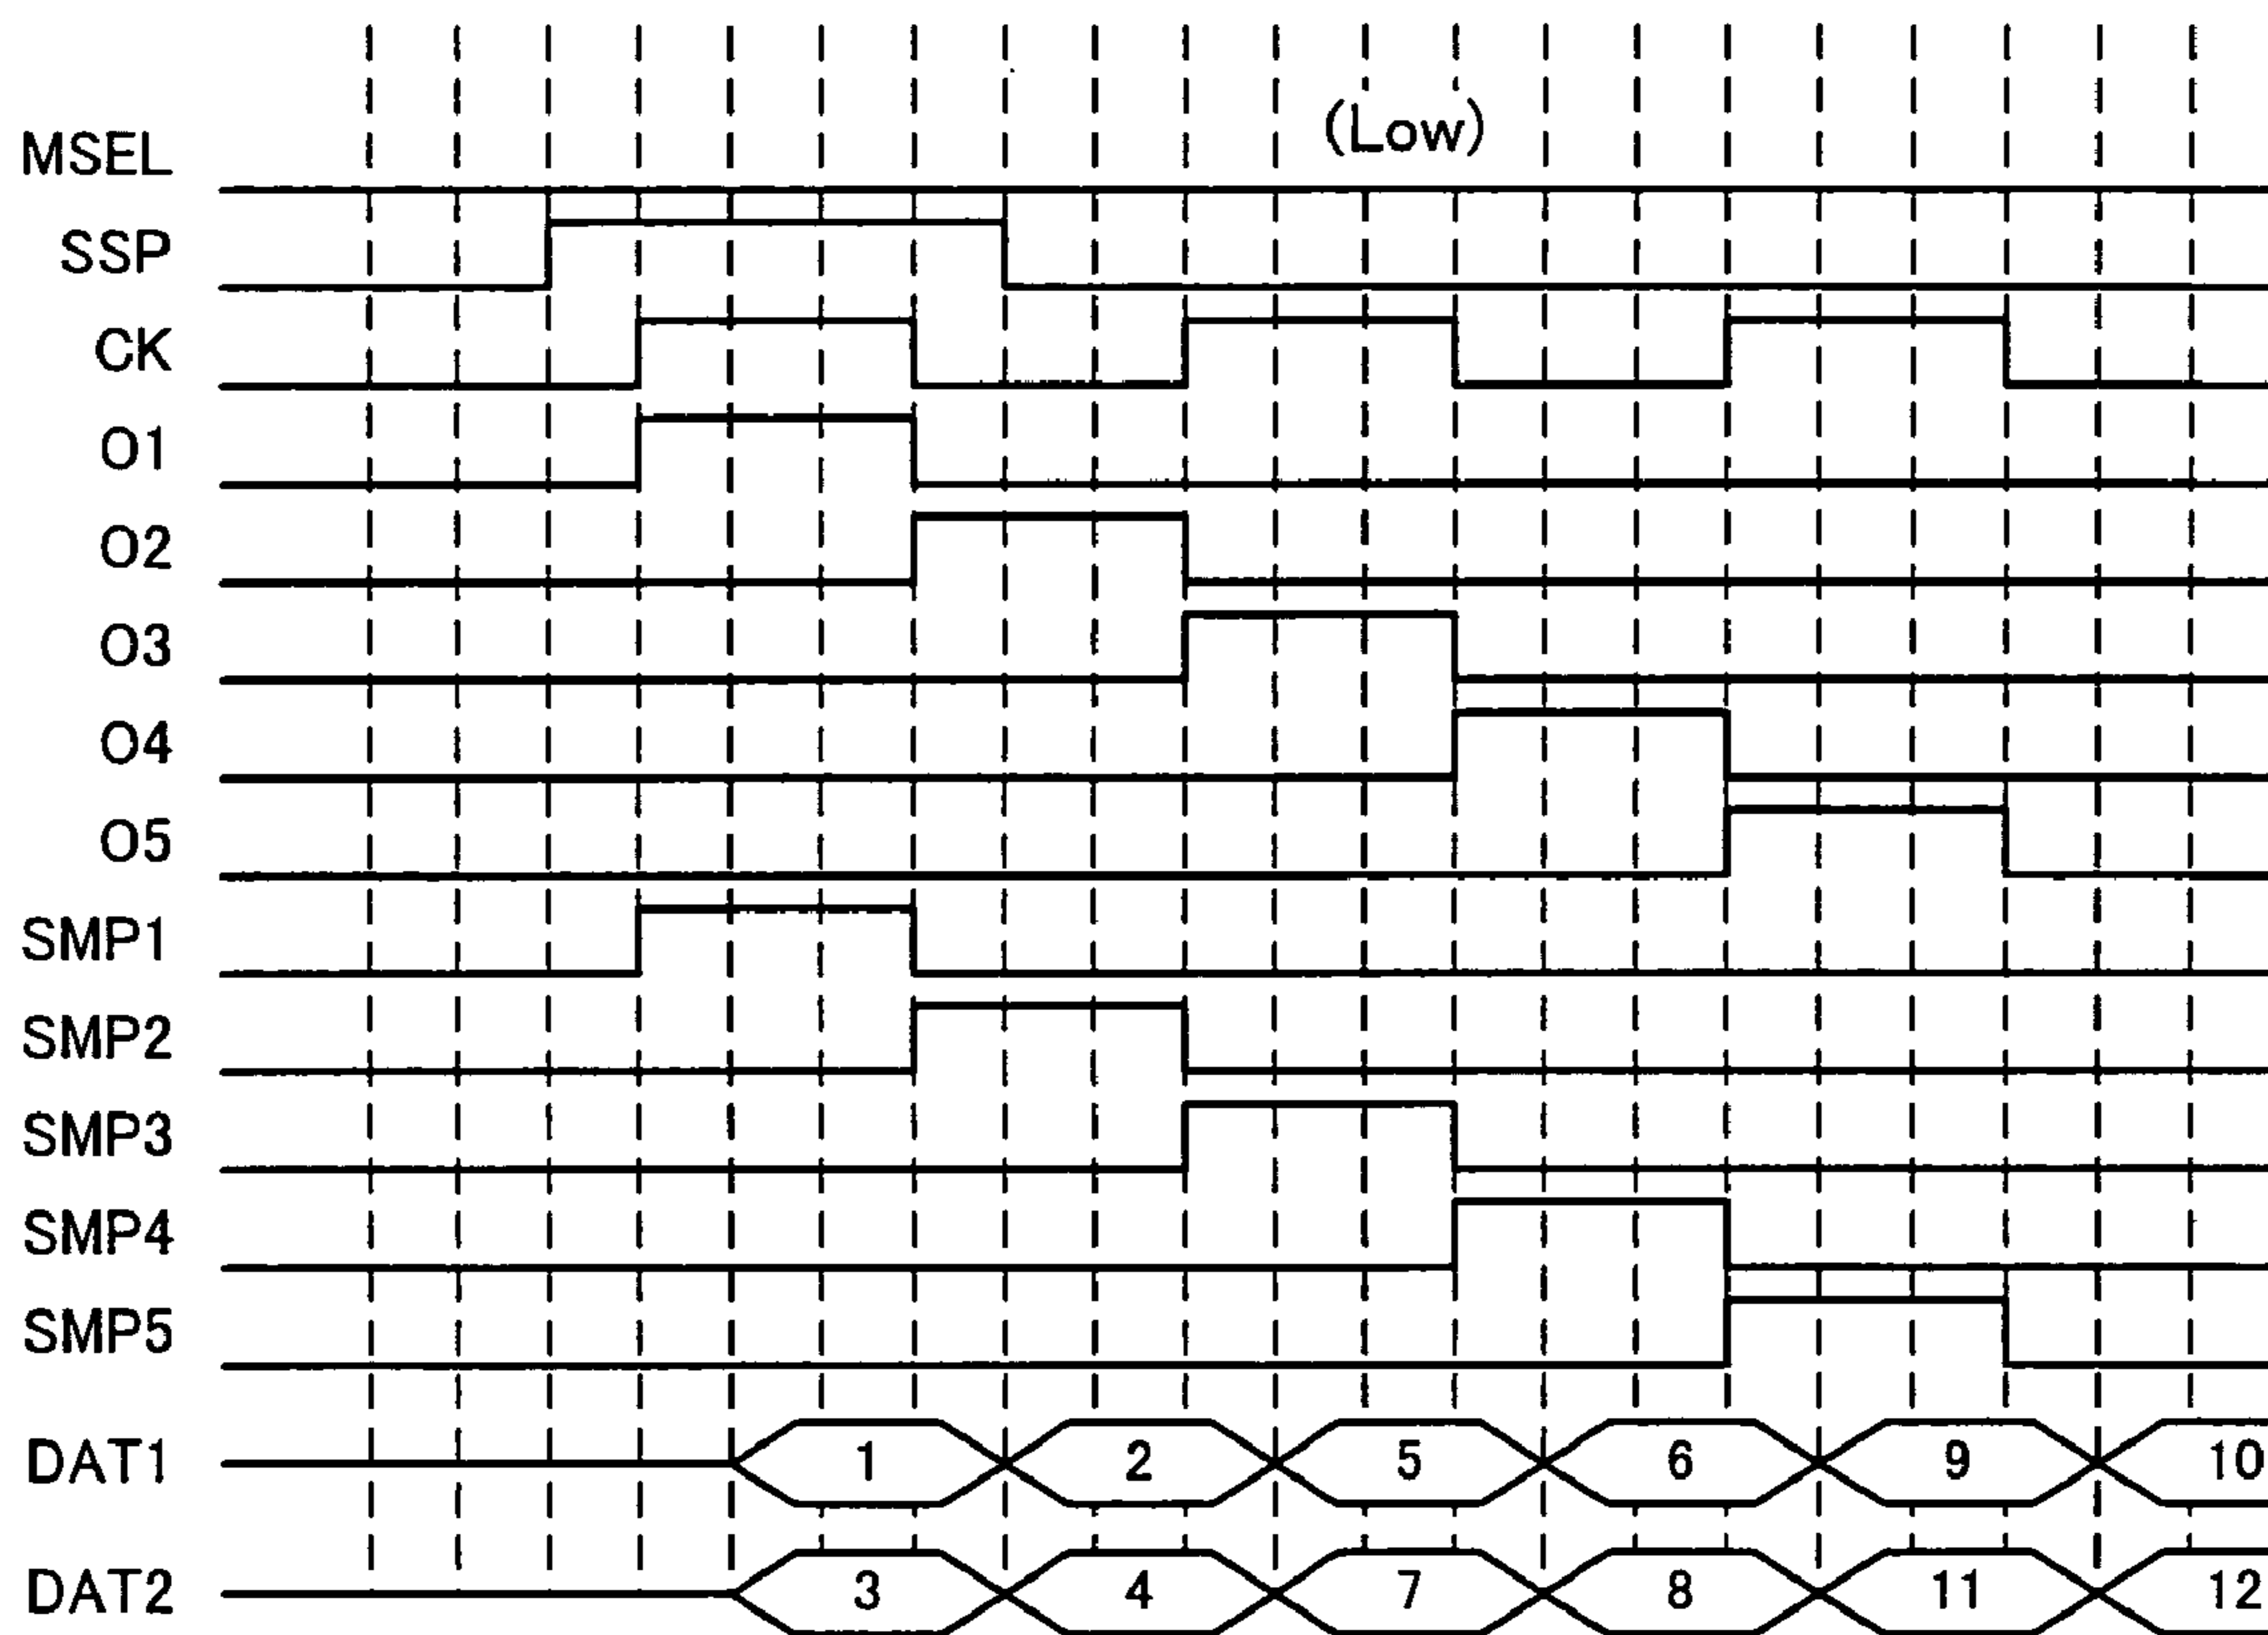 (Low)
MSEL
SSP
CK
O1
O2
O3
O4
O5
SMP1
SMP2
SMP3
SMP4
SMP5
DAT1 1 2 5 6 9 10
DAT2 3 4 7 8 11 12